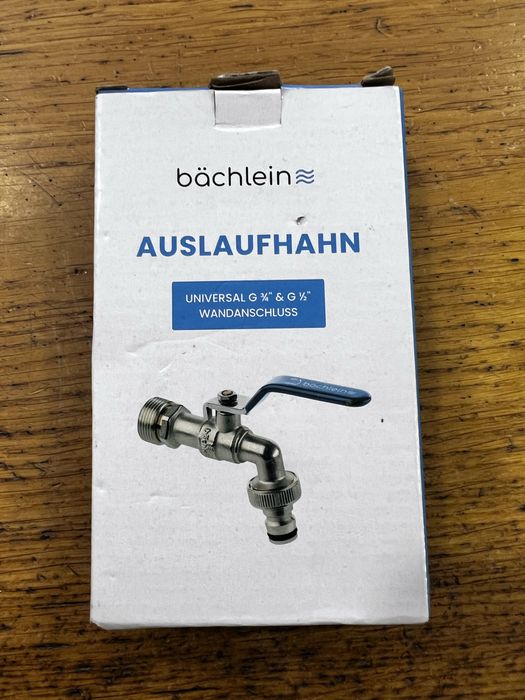 bächlein
AUSLAUFHAHN
UNIVERSAL G ¾" & G ½"
WANDANSCHLUSS
bächlein